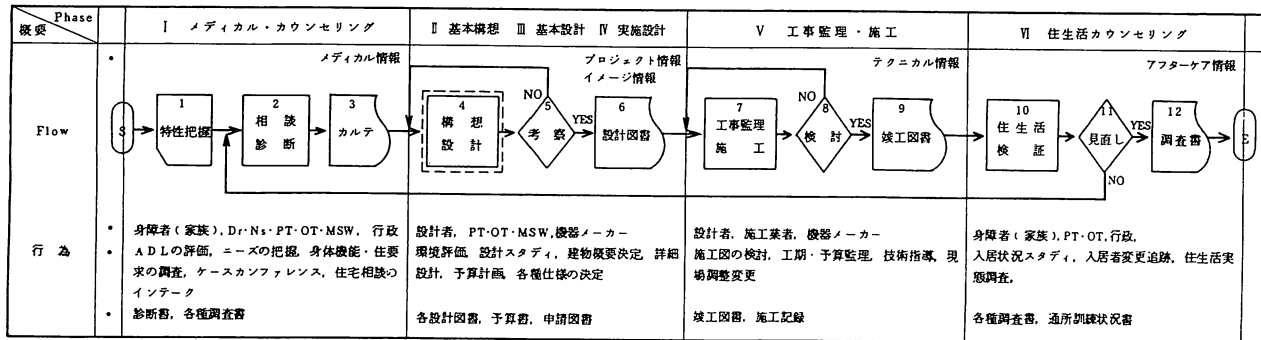 Phase
概要
I メディカル・カウンセリング
II 基本構想 III 基本設計 IV 実施設計
V 工事監理・施工
VI 住生活カウンセリング
Flow
メディカル情報
S
1
特性把握
2
相談
診断
3
カルテ
プロジェクト情報
イメージ情報
NO
4
構想
設計
5
考察
YES
6
設計図書
テクニカル情報
NO
7
工事監理
施工
8
検討
YES
9
竣工図書
アフターケア情報
10
住生活
検証
11
見直し
YES
NO
12
調査書
E
行為
・ 身障者(家族),Dr・Ns・PT・OT・MSW, 行政
・ ADLの評価, ニーズの把握, 身体機能・住要
求の調査, ケースカンファレンス, 住宅相談の
インテーク
・ 診断書, 各種調査書
設計者, PT・OT・MSW,機器メーカー
環境評価, 設計スタディ, 建物概要決定, 詳細
設計, 予算計画, 各種仕様の決定
各設計図書, 予算書, 申請図書
設計者, 施工業者, 機器メーカー
施工図の検討, 工期・予算監理, 技術指導, 現
場調整変更
竣工図書, 施工記録
身障者(家族),PT・OT,行政,
入居状況スタディ, 入居者変更追跡, 住生活実
態調査,
各種調査書, 通所訓練状況書